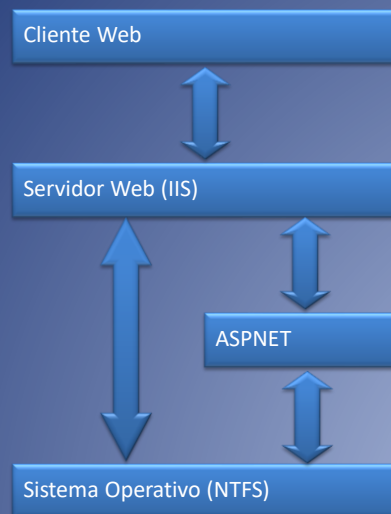 Cliente Web
Servidor Web (IIS)
ASPNET
Sistema Operativo (NTFS)